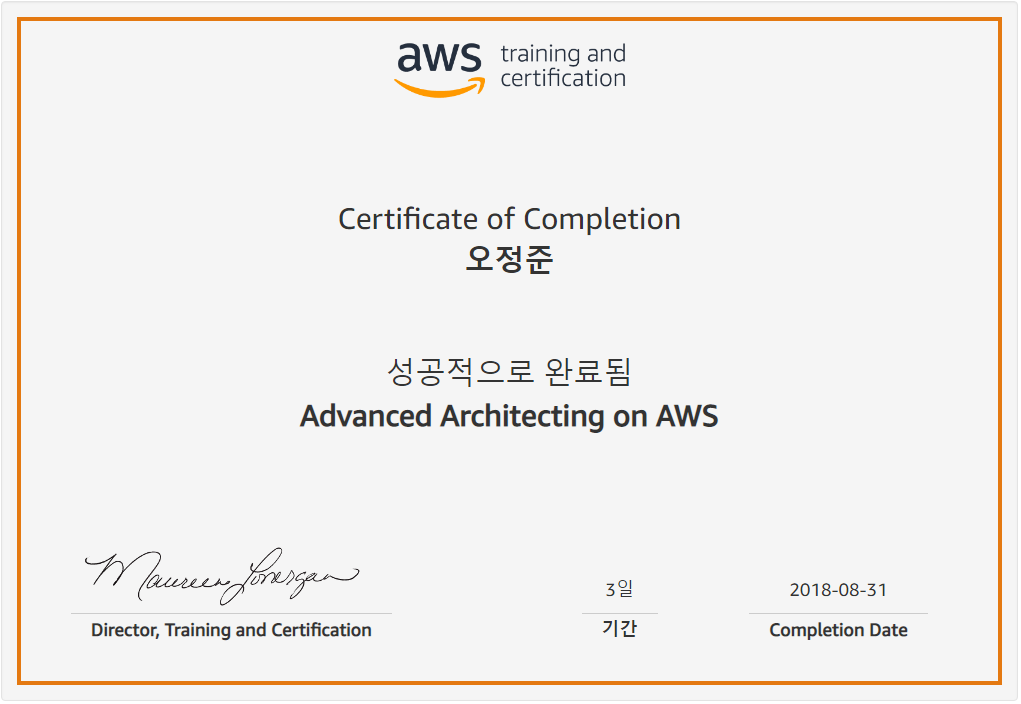 aws training and
certification
Certificate of Completion
오정준
성공적으로 완료됨
Advanced Architecting on AWS
Maureen Lonergan
Director, Training and Certification
3일
기간
2018-08-31
Completion Date